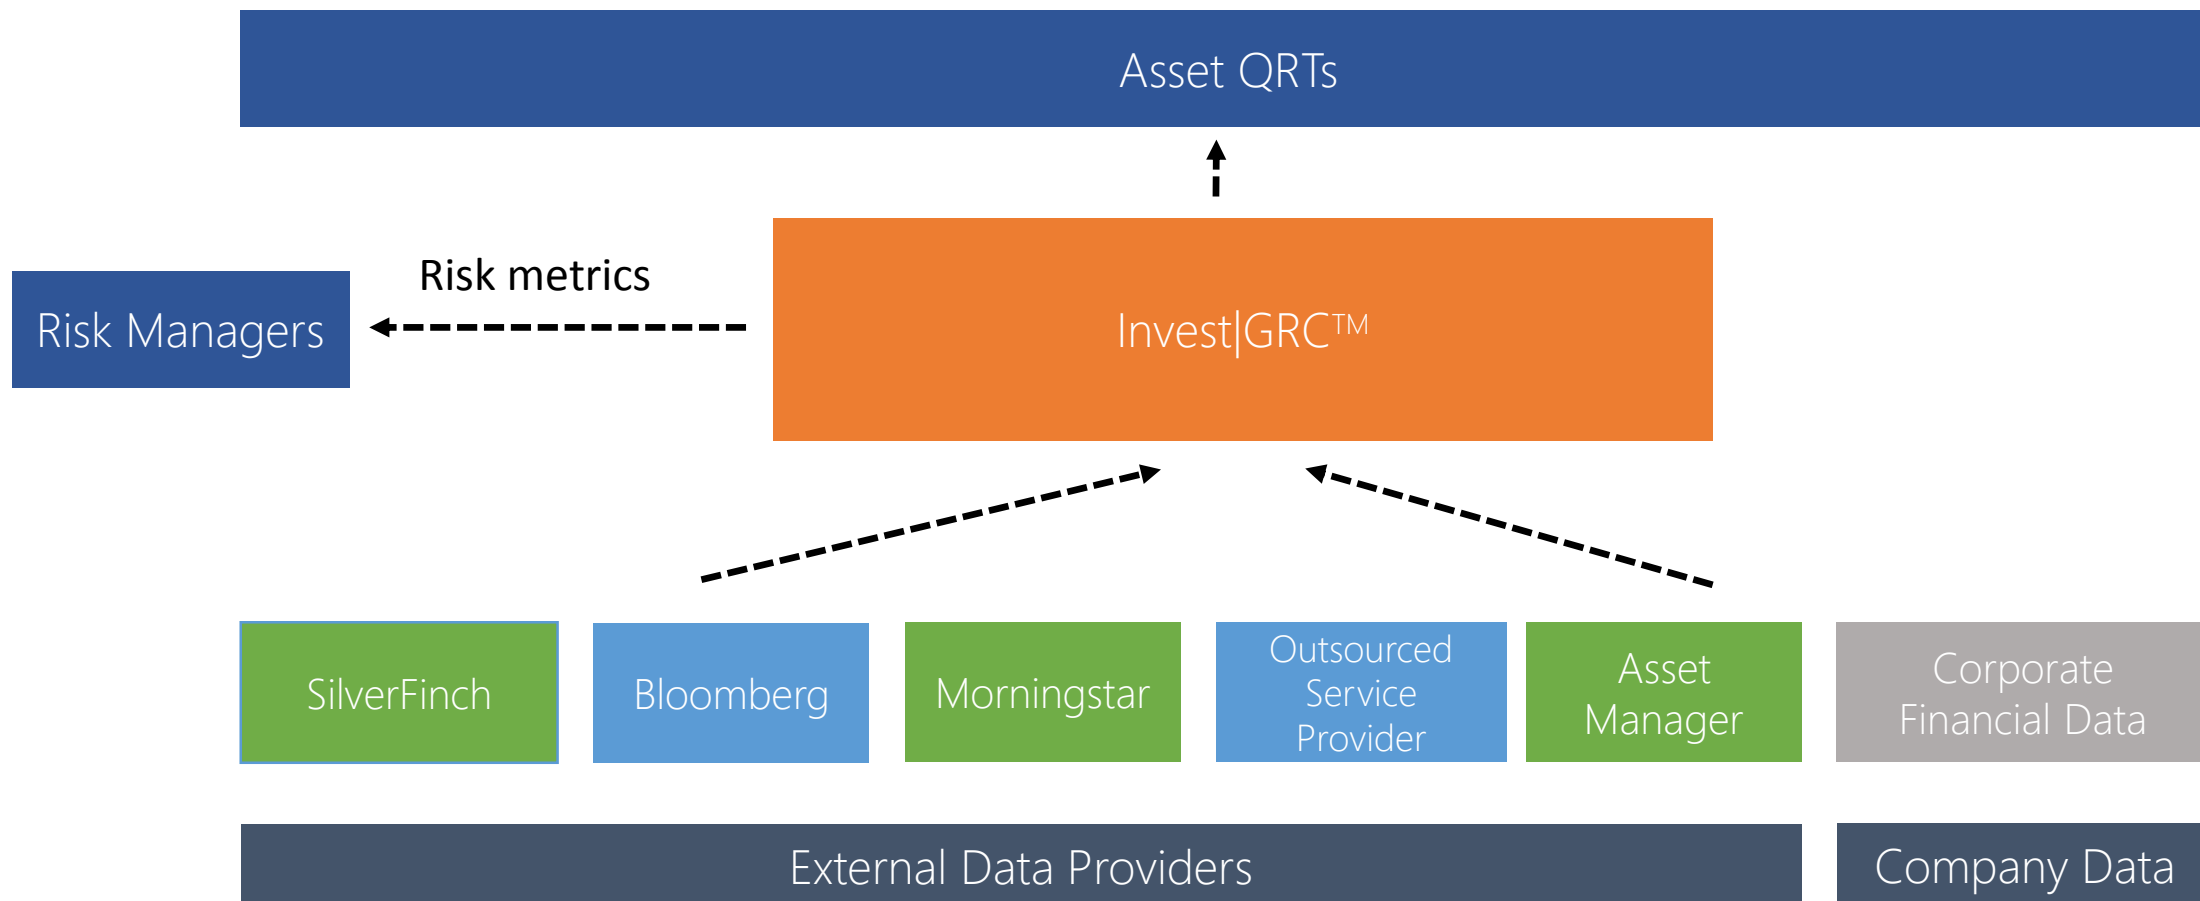 Asset QRTs
Risk metrics
Risk Managers
Invest|GRC™
SilverFinch
Bloomberg
Morningstar
Outsourced
Service
Provider
Asset
Manager
Corporate
Financial Data
External Data Providers
Company Data